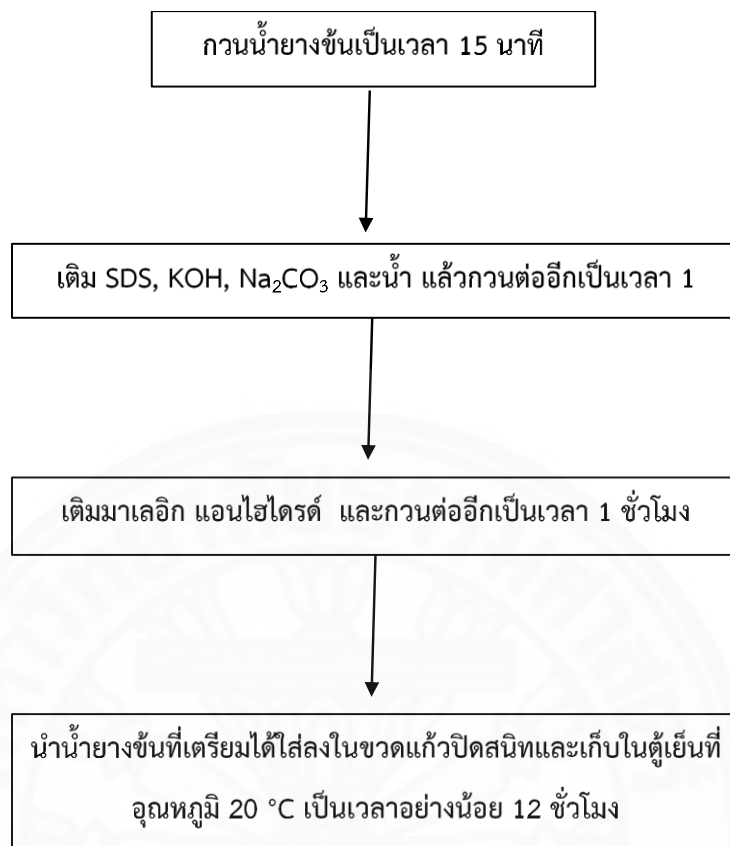 กวนน้ำยางข้นเป็นเวลา 15 นาที
เติม SDS, KOH, Na₂CO₃ และน้ำ แล้วกวนต่ออีกเป็นเวลา 1
เติมมาเลอิก แอนไฮไดรด์ และกวนต่ออีกเป็นเวลา 1 ชั่วโมง
นำน้ำยางข้นที่เตรียมได้ใส่ลงในขวดแก้วปิดสนิทและเก็บในตู้เย็นที่
อุณหภูมิ 20 °C เป็นเวลาอย่างน้อย 12 ชั่วโมง